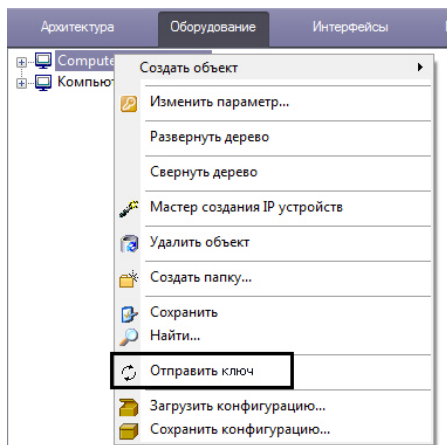 Архитектура Оборудование Интерфейсы
Compute
Компью
Создать объект
Изменить параметр...
Развернуть дерево
Свернуть дерево
Мастер создания IP устройств
Удалить объект
Создать папку...
Сохранить
Найти...
Отправить ключ
Загрузить конфигурацию...
Сохранить конфигурацию...